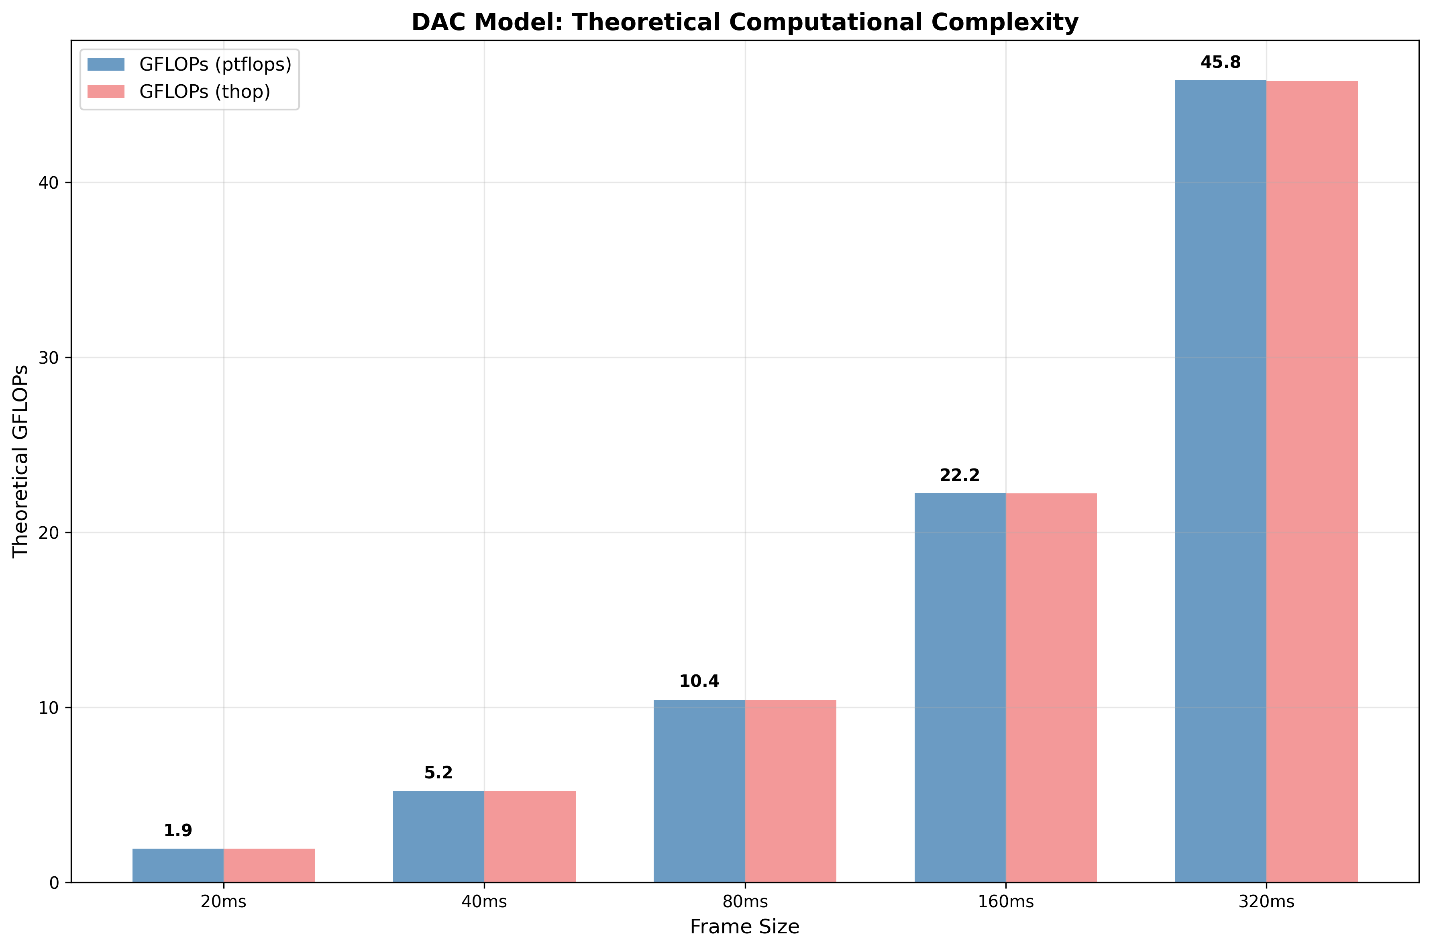 DAC Model: Theoretical Computational Complexity
GFLOPs (ptflops)
GFLOPs (thop)
Theoretical GFLOPs
40
30
20
10
0
1.9
5.2
10.4
22.2
45.8
20ms
40ms
80ms
160ms
320ms
Frame Size